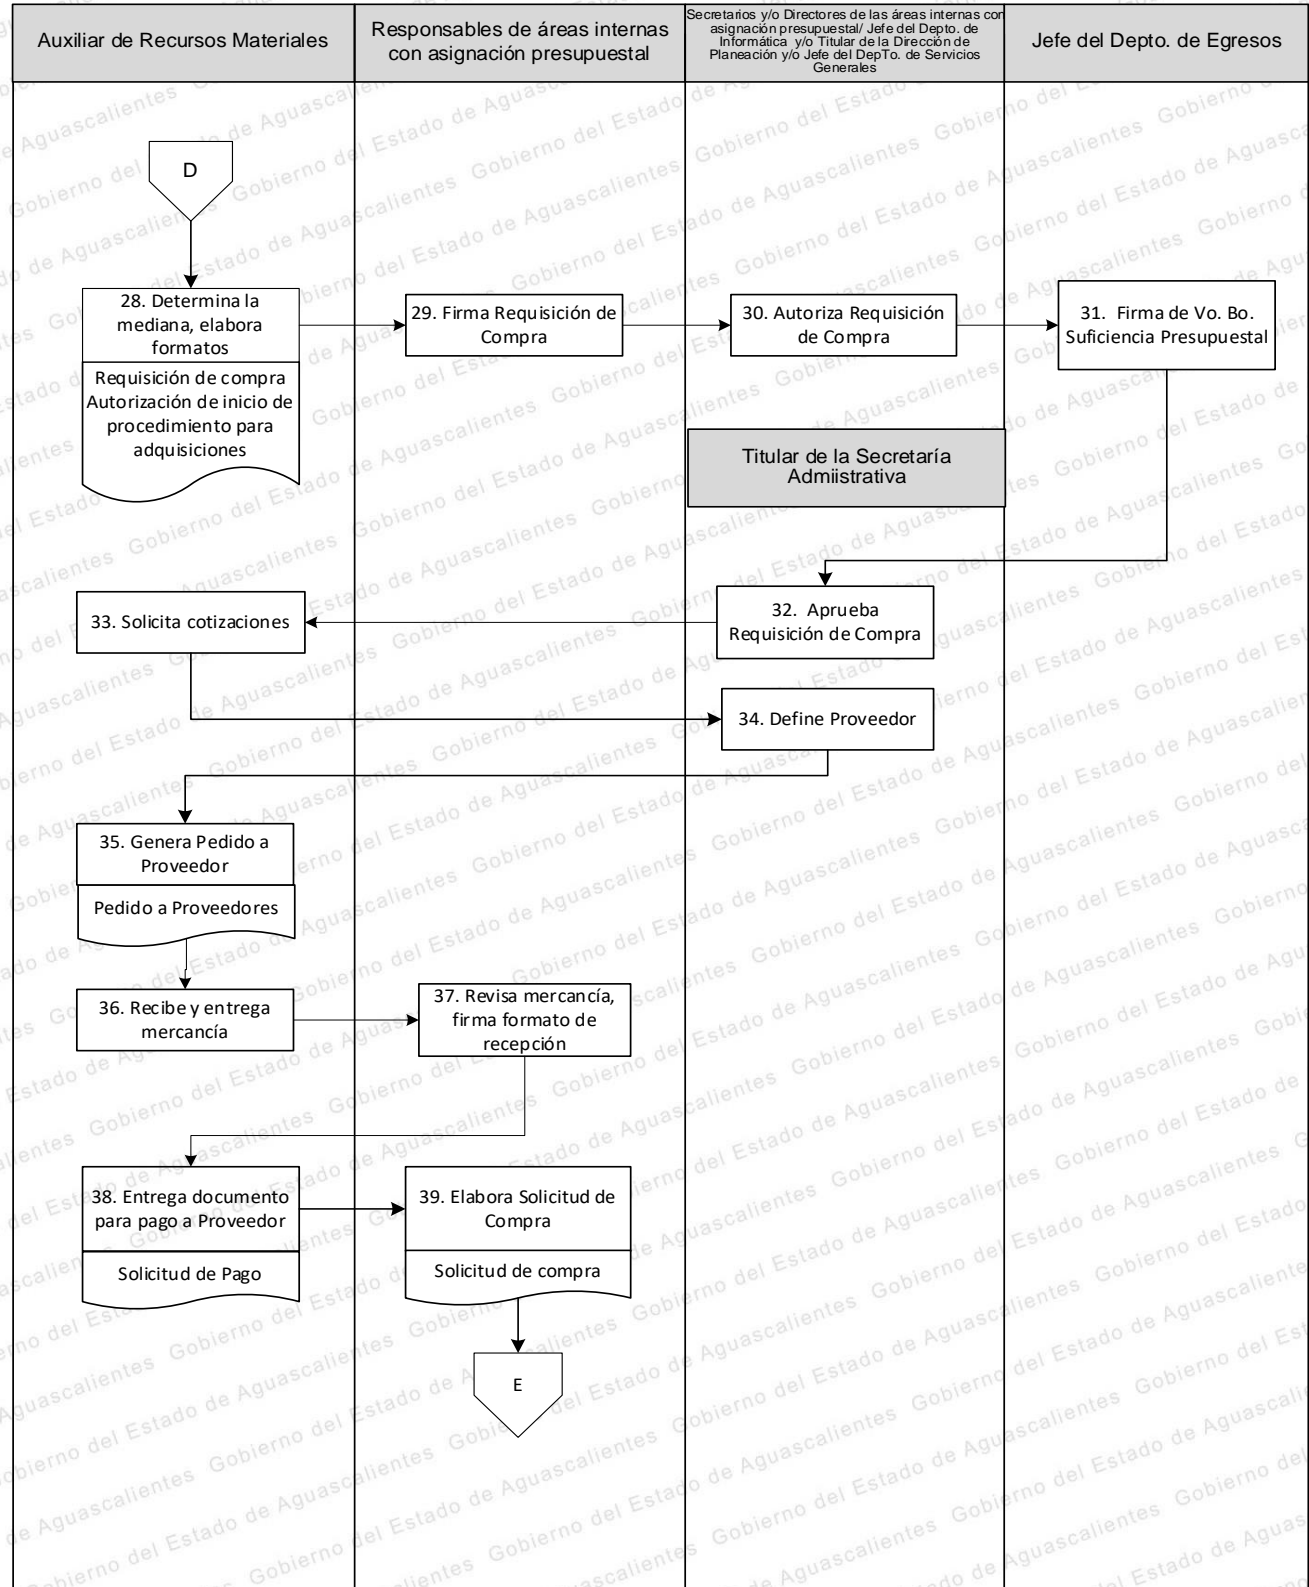 Auxiliar de Recursos Materiales
Responsables de áreas internas
con asignación presupuestal
Secretarios y/o Directores de las áreas internas con
asignación presupuestal/ Jefe del Depto. de
Informática y/o Titular de la Dirección de
Planeación y/o Jefe del DepTo. de Servicios
Generales
Jefe del Depto. de Egresos
D
28. Determina la
mediana, elabora
formatos
Requisición de compra
Autorización de inicio de
procedimiento para
adquisiciones
29. Firma Requisición de
Compra
30. Autoriza Requisición
de Compra
31. Firma de Vo. Bo.
Suficiencia Presupuestal
Titular de la Secretaría
Admiistrativa
32. Aprueba
Requisición de Compra
33. Solicita cotizaciones
34. Define Proveedor
35. Genera Pedido a
Proveedor
Pedido a Proveedores
36. Recibe y entrega
mercancía
37. Revisa mercancía,
firma formato de
recepción
38. Entrega documento
para pago a Proveedor
Solicitud de Pago
39. Elabora Solicitud de
Compra
Solicitud de compra
E
Gobierno del Estado de Aguascalientes